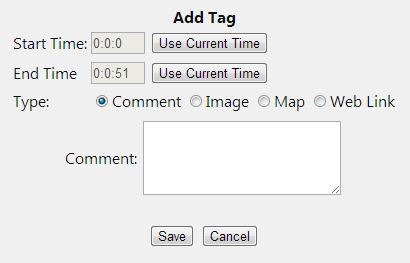 Add Tag
Start Time: 0:0:0 Use Current Time
End Time 0:0:51 Use Current Time
Type: Comment Image Map Web Link
Comment:
Save Cancel